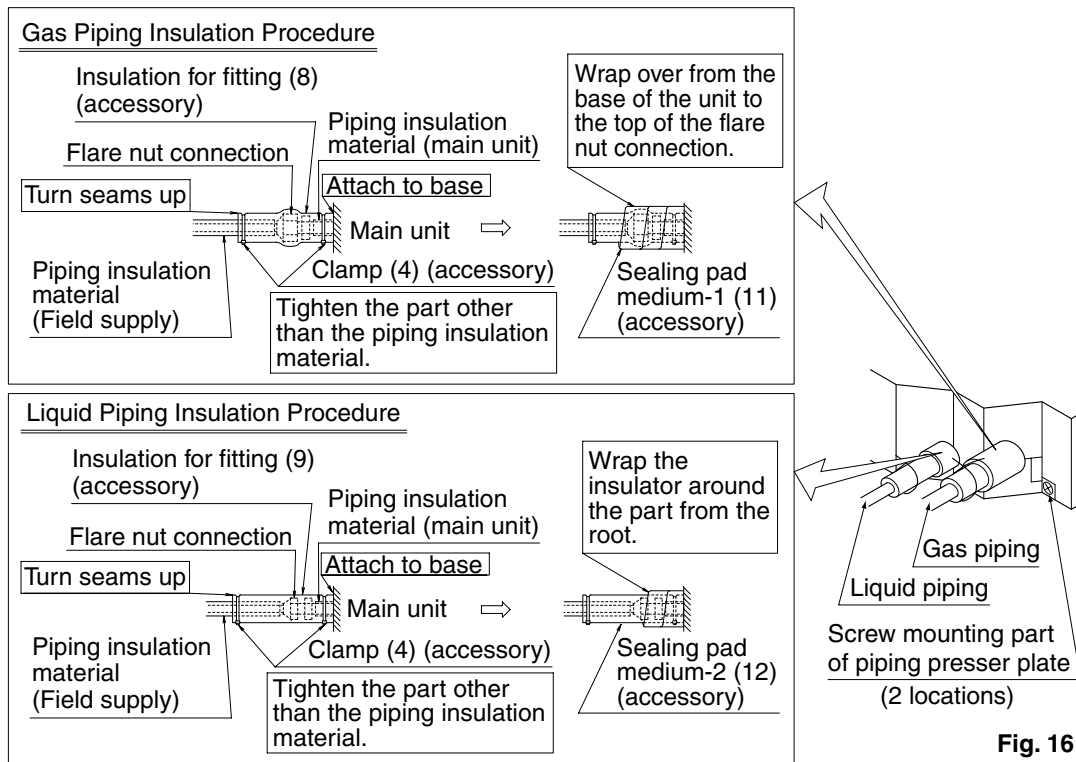 Gas Piping Insulation Procedure
Insulation for fitting (8)
(accessory)
Piping insulation
material (main unit)
Flare nut connection
Attach to base
Turn seams up
Main unit
Piping insulation
material
(Field supply)
Clamp (4) (accessory)
Tighten the part other
than the piping insulation
material.
Wrap over from the
base of the unit to
the top of the flare
nut connection.
Sealing pad
medium-1 (11)
(accessory)
Liquid Piping Insulation Procedure
Insulation for fitting (9)
(accessory)
Piping insulation
material (main unit)
Flare nut connection
Attach to base
Turn seams up
Main unit
Piping insulation
material
(Field supply)
Clamp (4) (accessory)
Tighten the part other
than the piping insulation
material.
Wrap the
insulator around
the part from the
root.
Sealing pad
medium-2 (12)
(accessory)
Gas piping
Liquid piping
Screw mounting part
of piping presser plate
(2 locations)
Fig. 16